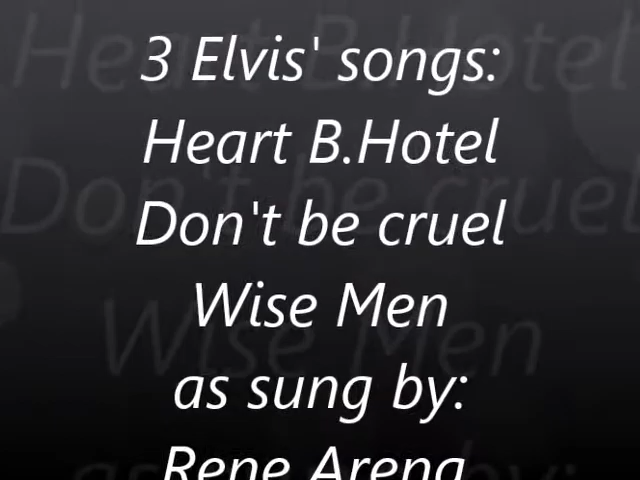 3 Elvis' songs:
Heart B.Hotel
Don't be cruel
Wise Men
as sung by:
Rene Arena